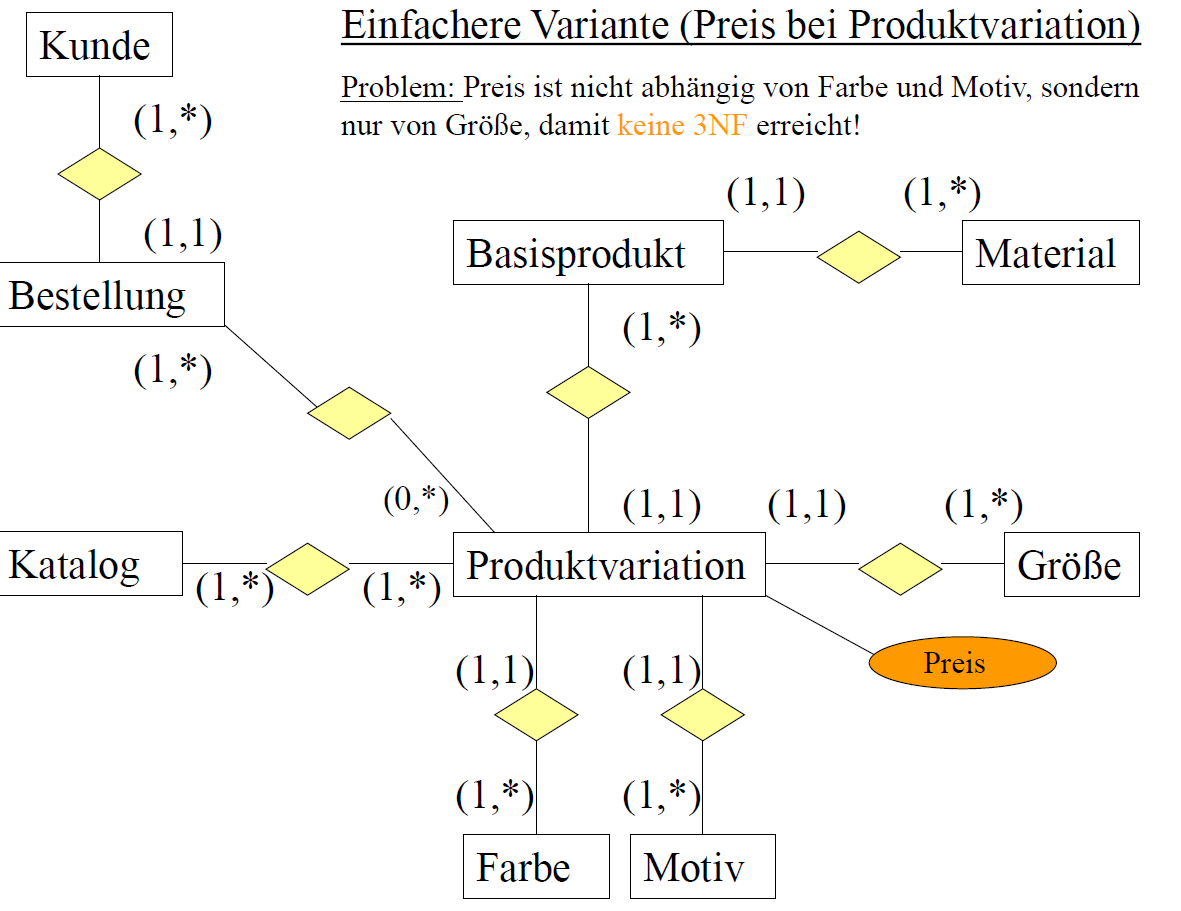 Einfachere Variante (Preis bei Produktvariation)
Problem: Preis ist nicht abhängig von Farbe und Motiv, sondern
nur von Größe, damit keine 3NF erreicht!
Kunde
(1,*)
(1,1)
Bestellung
(1,*)
(0,*)
(1,1)
(1,*)
Basisprodukt
Material
(1,*)
(1,1)
(1,1)
(1,*)
Katalog
(1,*)
(1,*)
Produktvariation
Größe
Preis
(1,1)
(1,1)
(1,*)
(1,*)
Farbe
Motiv